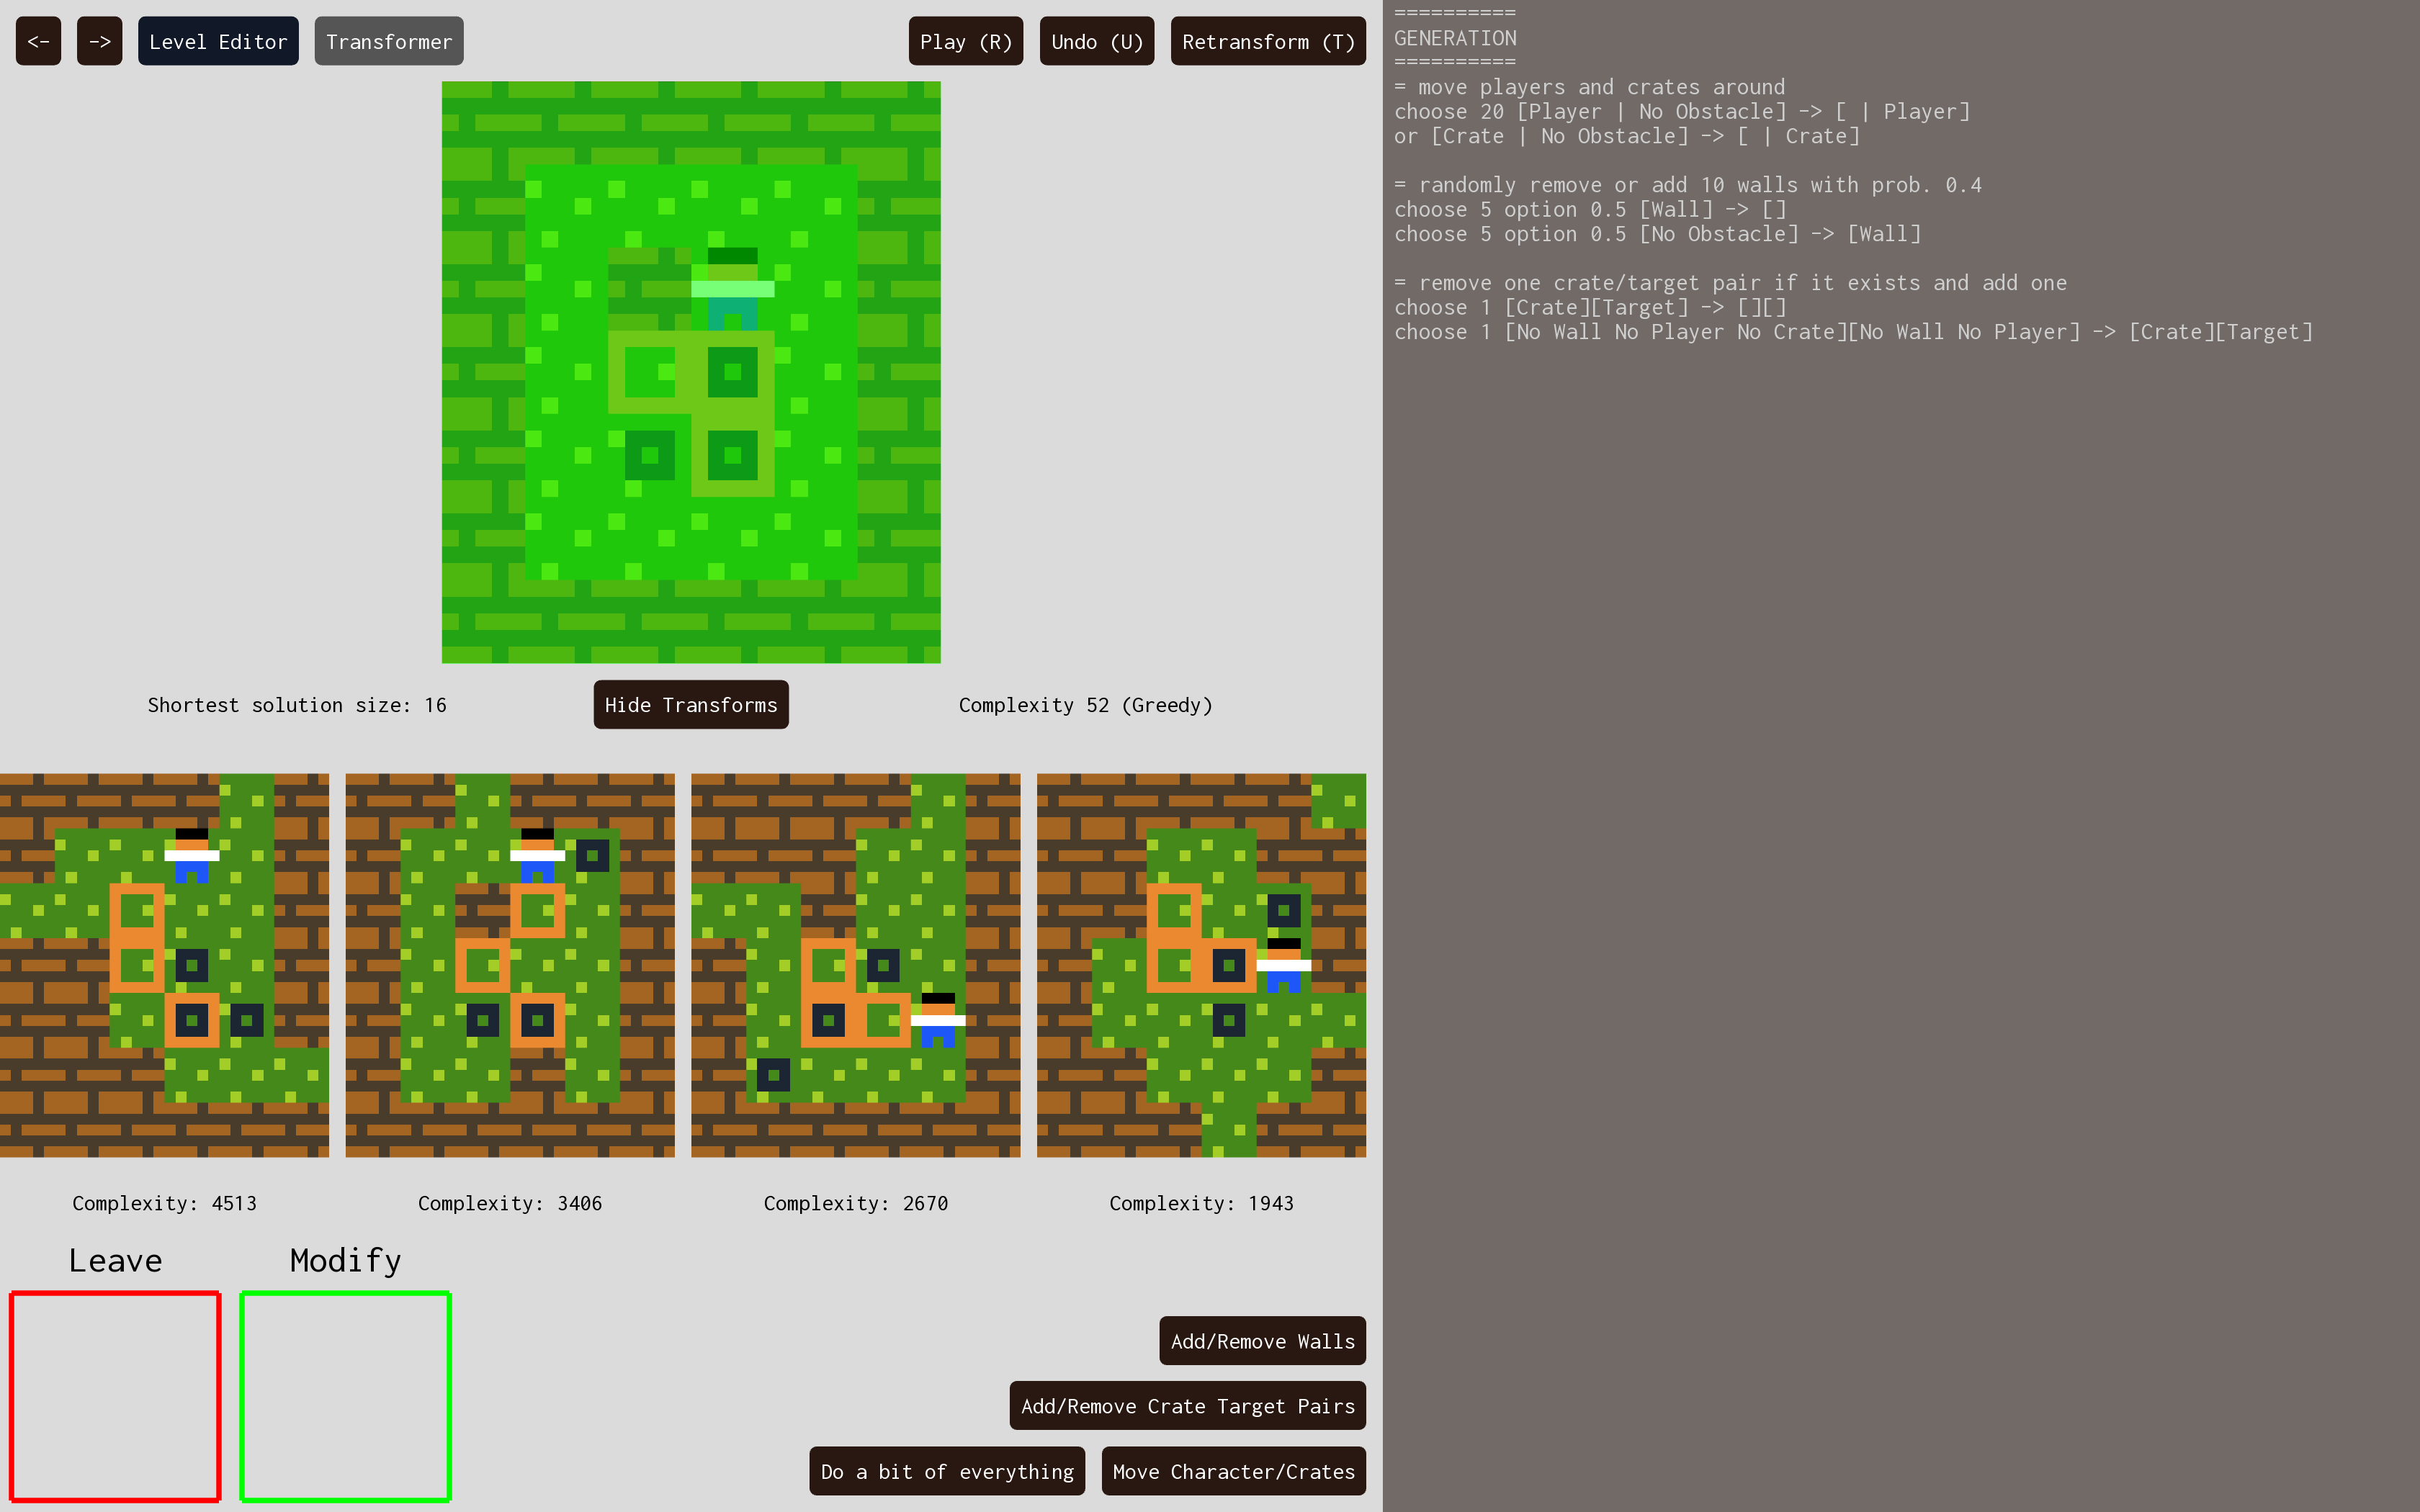 <- -> Level Editor Transformer Play (R) Undo (U) Retransform (T)
Shortest solution size: 16 Hide Transforms Complexity 52 (Greedy)
Complexity: 4513 Complexity: 3406 Complexity: 2670 Complexity: 1943
Leave Modify
Add/Remove Walls
Add/Remove Crate Target Pairs
Do a bit of everything Move Character/Crates
==========
GENERATION
==========
= move players and crates around
choose 20 [Player | No Obstacle] -> [ | Player]
or [Crate | No Obstacle] -> [ | Crate]
= randomly remove or add 10 walls with prob. 0.4
choose 5 option 0.5 [Wall] -> []
choose 5 option 0.5 [No Obstacle] -> [Wall]
= remove one crate/target pair if it exists and add one
choose 1 [Crate][Target] -> [][]
choose 1 [No Wall No Player No Crate][No Wall No Player] -> [Crate][Target]